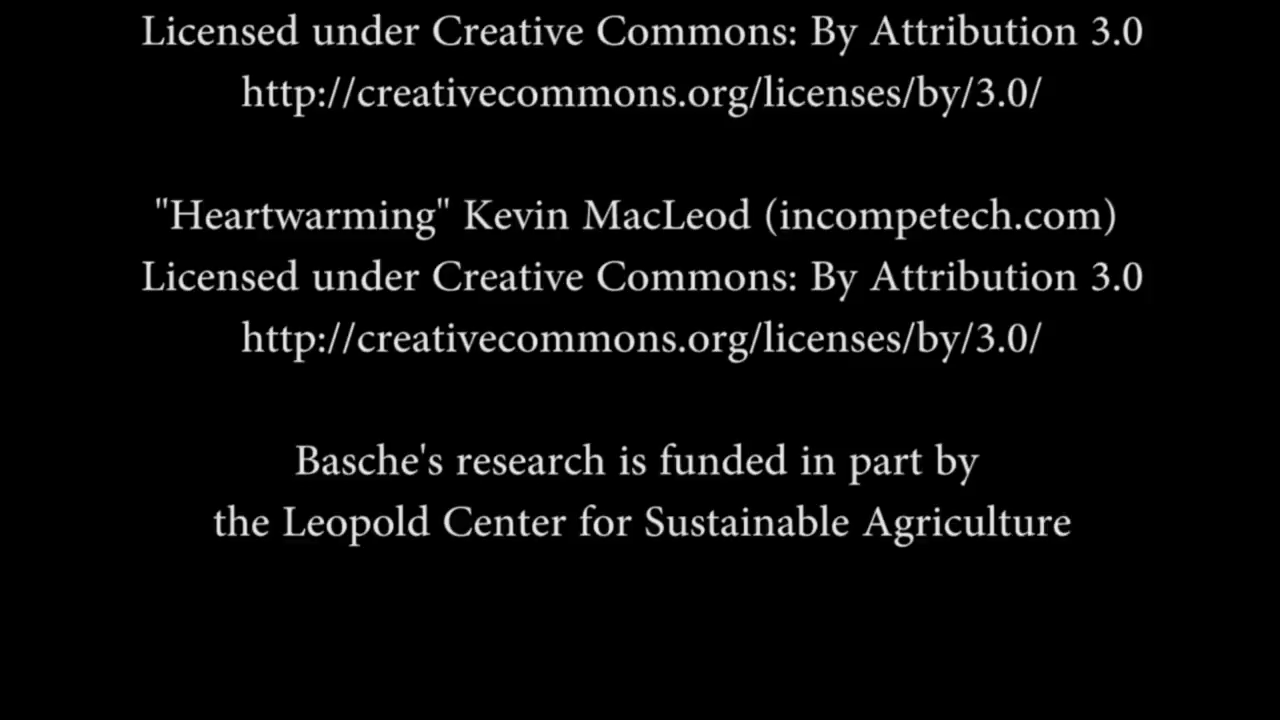 Licensed under Creative Commons: By Attribution 3.0
http://creativecommons.org/licenses/by/3.0/
"Heartwarming" Kevin MacLeod (incompetech.com)
Licensed under Creative Commons: By Attribution 3.0
http://creativecommons.org/licenses/by/3.0/
Basche's research is funded in part by
the Leopold Center for Sustainable Agriculture